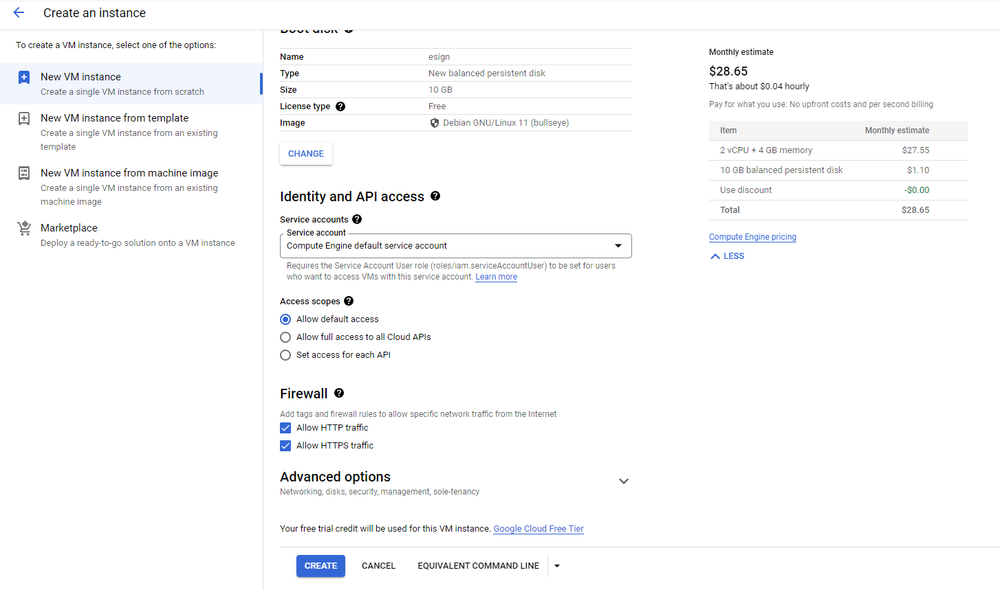 Create an instance
To create a VM instance, select one of the options:
New VM instance
Create a single VM instance from scratch
New VM instance from template
Create a single VM instance from an existing
template
New VM instance from machine image
Create a single VM instance from an existing
machine image
Marketplace
Deploy a ready-to-go solution onto a VM instance
Boot disk
Name esign
Type New balanced persistent disk
Size 10 GB
License type Free
Image Debian GNU/Linux 11 (bullseye)
CHANGE
Identity and API access
Service accounts
Service account
Compute Engine default service account
Requires the Service Account User role (roles/iam.serviceAccountUser) to be set for users
who want to access VMs with this service account. Learn more
Access scopes
Allow default access
Allow full access to all Cloud APIs
Set access for each API
Firewall
Add tags and firewall rules to allow specific network traffic from the Internet
Allow HTTP traffic
Allow HTTPS traffic
Advanced options
Networking, disks, security, management, sole-tenancy
Your free trial credit will be used for this VM instance. Google Cloud Free Tier
CREATE CANCEL EQUIVALENT COMMAND LINE
Monthly estimate
$28.65
That's about $0.04 hourly
Pay for what you use: No upfront costs and per second billing
Item Monthly estimate
2 vCPU + 4 GB memory $27.55
10 GB balanced persistent disk $1.10
Use discount -$0.00
Total $28.65
Compute Engine pricing
LESS